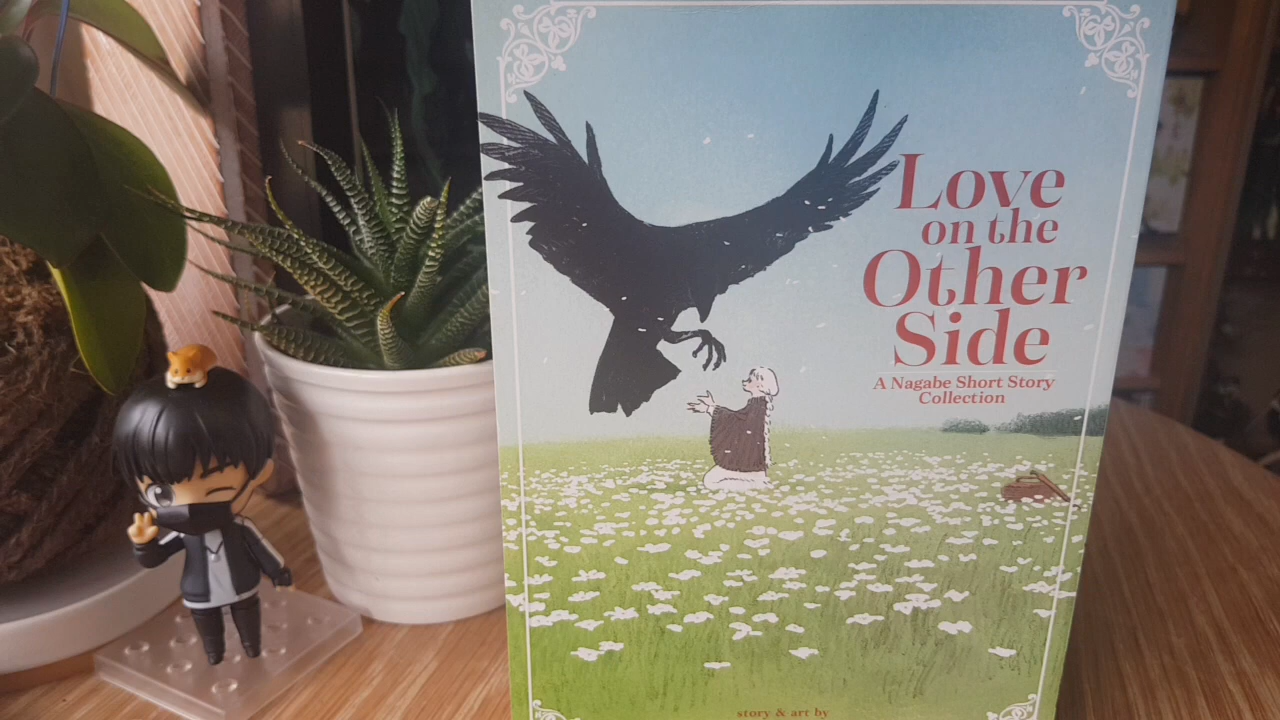 Love
on the
Other
Side
A Nagabe Short Story
Collection
story & art by